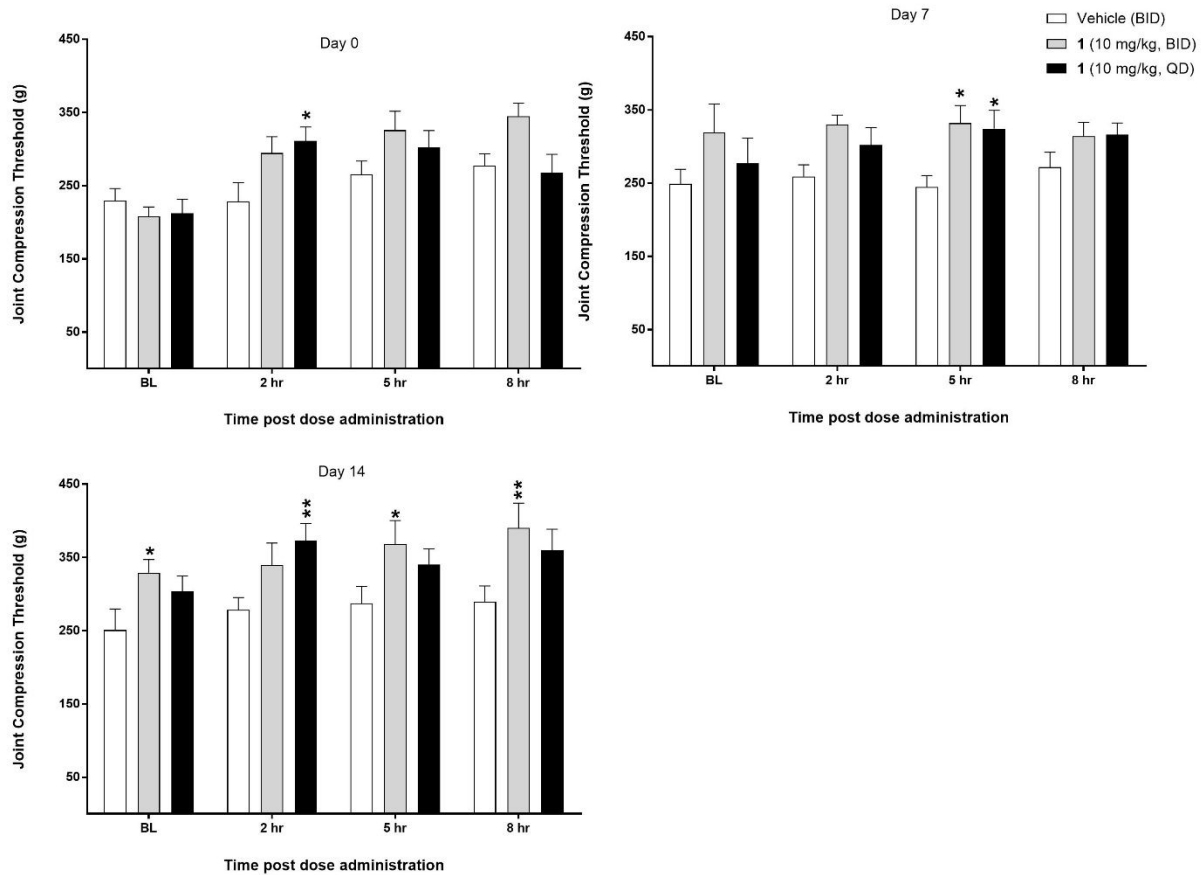 Day 0
Joint Compression Threshold (g)
450
350
250
150
50
*
BL
2 hr
5 hr
8 hr
Time post dose administration
Day 7
Vehicle (BID)
1 (10 mg/kg, BID)
1 (10 mg/kg, QD)
Joint Compression Threshold (g)
450
350
250
150
50
*
*
BL
2 hr
5 hr
8 hr
Time post dose administration
Day 14
Joint Compression Threshold (g)
450
350
250
150
50
*
**
*
**
BL
2 hr
5 hr
8 hr
Time post dose administration